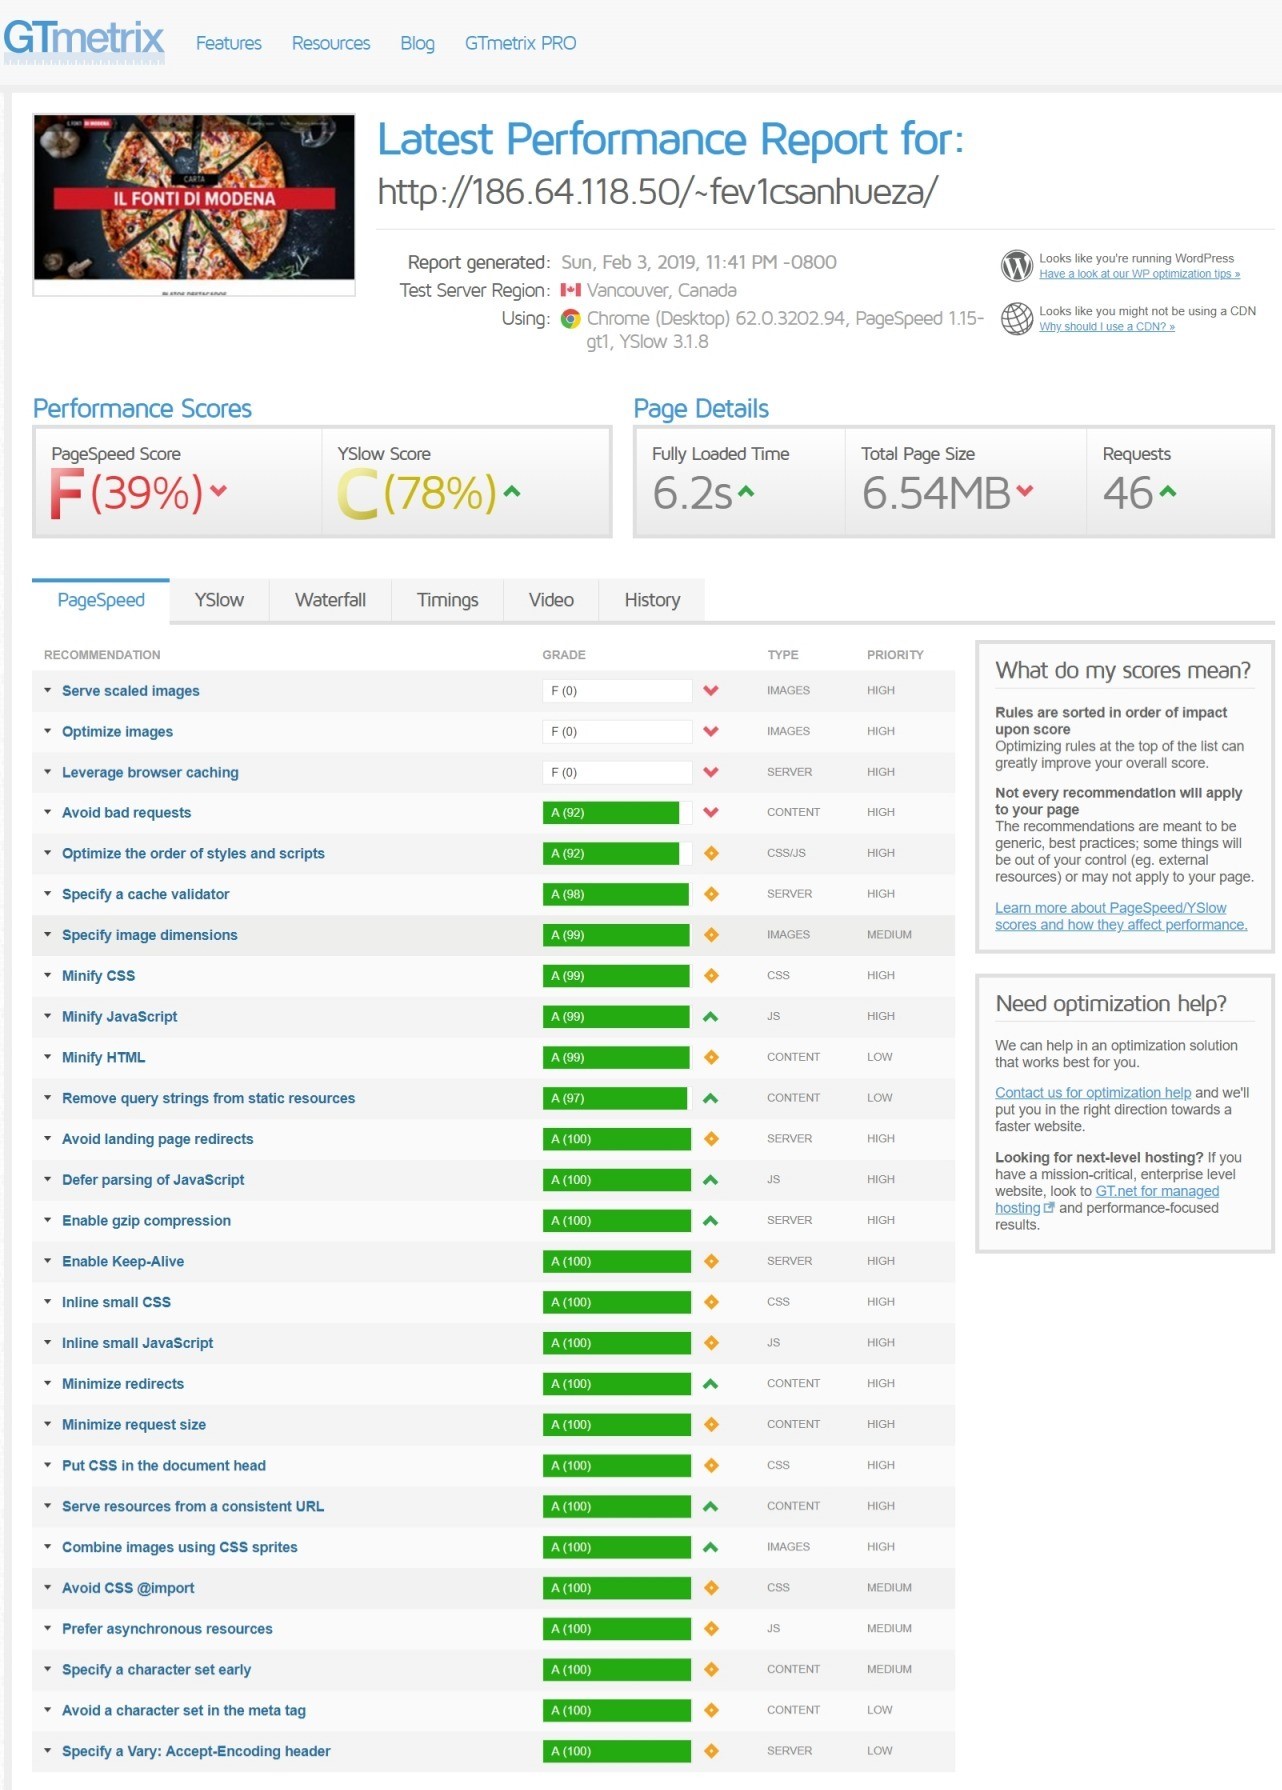 GTmetrix
Features Resources Blog GTmetrix PRO
CARTA
IL FONTI DI MODENA
Latest Performance Report for:
http://186.64.118.50/~fev1csanhueza/
Report generated: Sun, Feb 3, 2019, 11:41 PM -0800
Test Server Region: Vancouver, Canada
Using: Chrome (Desktop) 62.0.3202.94, PageSpeed 1.15-
gt1, YSlow 3.1.8
Looks like you're running WordPress
Have a look at our WP optimization tips »
Looks like you might not be using a CDN
Why should I use a CDN? »
Performance Scores
PageSpeed Score
F (39%)
YSlow Score
C (78%)
Page Details
Fully Loaded Time
6.2s
Total Page Size
6.54MB
Requests
46
PageSpeed YSlow Waterfall Timings Video History
RECOMMENDATION GRADE TYPE PRIORITY
Serve scaled images F (0) IMAGES HIGH
Optimize images F (0) IMAGES HIGH
Leverage browser caching F (0) SERVER HIGH
Avoid bad requests A (92) CONTENT HIGH
Optimize the order of styles and scripts A (92) CSS/JS HIGH
Specify a cache validator A (98) SERVER HIGH
Specify image dimensions A (99) IMAGES MEDIUM
Minify CSS A (99) CSS HIGH
Minify JavaScript A (99) JS HIGH
Minify HTML A (99) CONTENT LOW
Remove query strings from static resources A (97) CONTENT LOW
Avoid landing page redirects A (100) SERVER HIGH
Defer parsing of JavaScript A (100) JS HIGH
Enable gzip compression A (100) SERVER HIGH
Enable Keep-Alive A (100) SERVER HIGH
Inline small CSS A (100) CSS HIGH
Inline small JavaScript A (100) JS HIGH
Minimize redirects A (100) CONTENT HIGH
Minimize request size A (100) CONTENT HIGH
Put CSS in the document head A (100) CSS HIGH
Serve resources from a consistent URL A (100) CONTENT HIGH
Combine images using CSS sprites A (100) IMAGES HIGH
Avoid CSS @import A (100) CSS MEDIUM
Prefer asynchronous resources A (100) JS MEDIUM
Specify a character set early A (100) CONTENT MEDIUM
Avoid a character set in the meta tag A (100) CONTENT LOW
Specify a Vary: Accept-Encoding header A (100) SERVER LOW
What do my scores mean?
Rules are sorted in order of impact
upon score
Optimizing rules at the top of the list can
greatly improve your overall score.
Not every recommendation will apply
to your page
The recommendations are meant to be
generic, best practices; some things will
be out of your control (eg. external
resources) or may not apply to your page.
Learn more about PageSpeed/YSlow
scores and how they affect performance.
Need optimization help?
We can help in an optimization solution
that works best for you.
Contact us for optimization help and we'll
put you in the right direction towards a
faster website.
Looking for next-level hosting? If you
have a mission-critical, enterprise level
website, look to GT.net for managed
hosting and performance-focused
results.